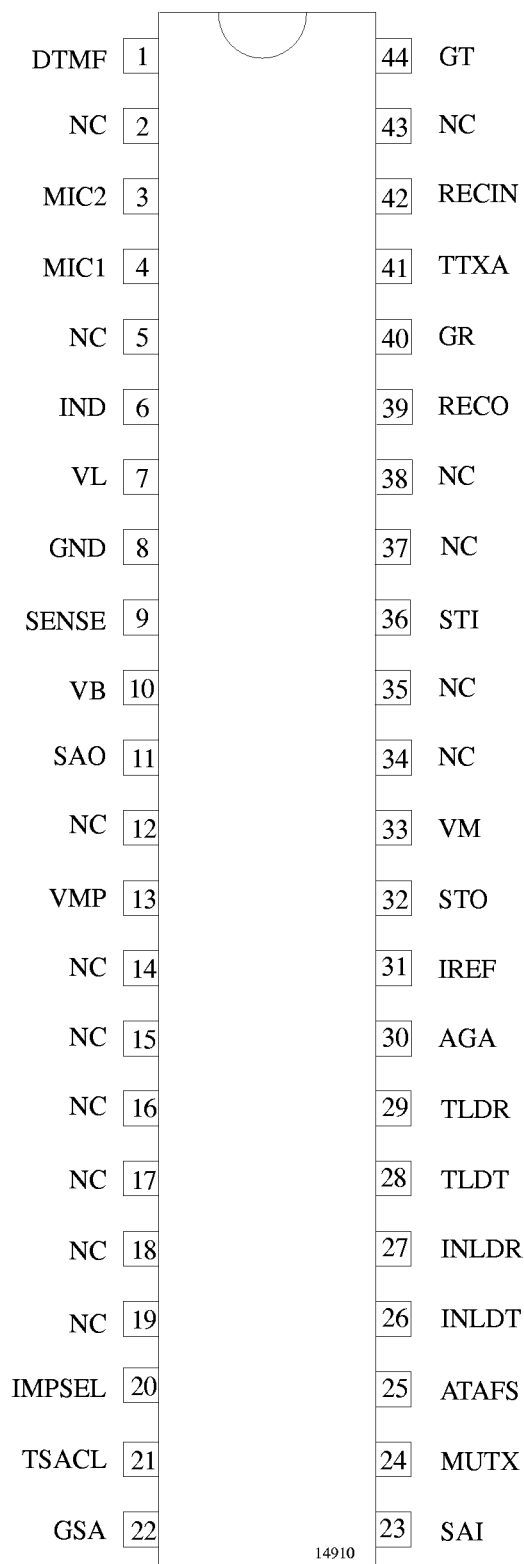 DTMF 1 44 GT
NC 2 43 NC
MIC2 3 42 RECIN
MIC1 4 41 TTXA
NC 5 40 GR
IND 6 39 RECO
VL 7 38 NC
GND 8 37 NC
SENSE 9 36 STI
VB 10 35 NC
SAO 11 34 NC
NC 12 33 VM
VMP 13 32 STO
NC 14 31 IREF
NC 15 30 AGA
NC 16 29 TLDR
NC 17 28 TLDT
NC 18 27 INLDR
NC 19 26 INLDT
IMPSEL 20 25 ATAFS
TSACL 21 24 MUTX
GSA 22 23 SAI
14910